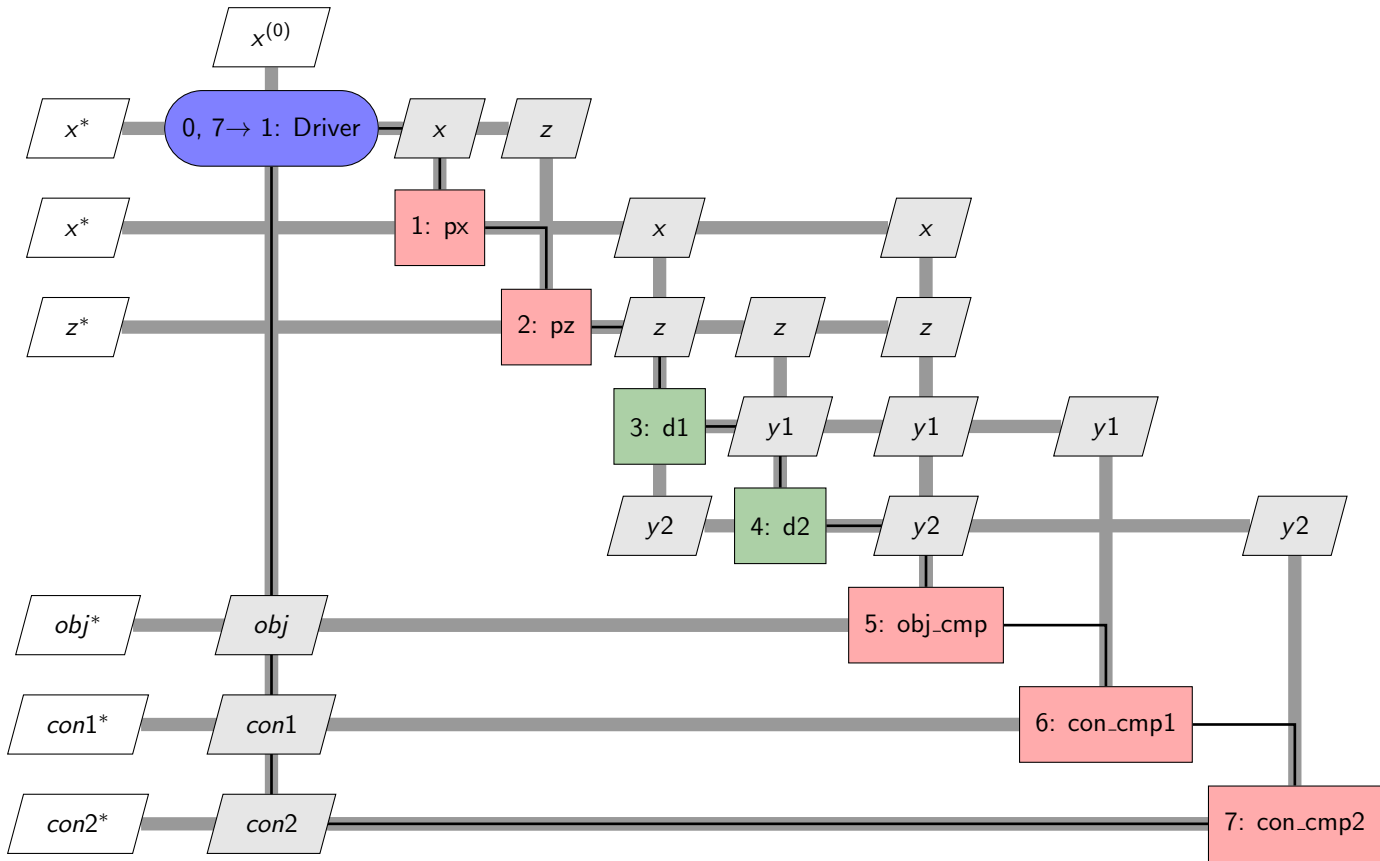 x^(0)
x* 0, 7→ 1: Driver x z
x* 1: px x x
z* 2: pz z z z
3: d1 y1 y1 y1
y2 4: d2 y2 y2
obj* obj 5: obj_cmp
con1* con1 6: con_cmp1
con2* con2 7: con_cmp2